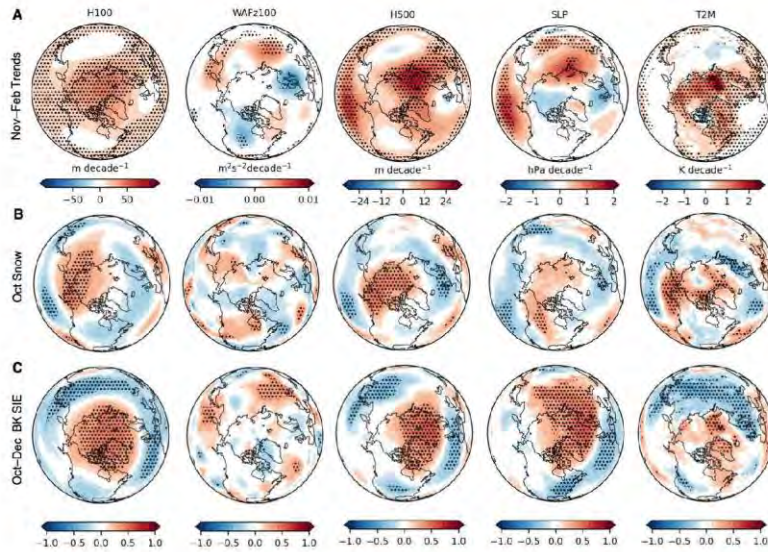 A
H100 WAFz100 H500 SLP T2M
Nov–Feb Trends
m decade⁻¹ m²s⁻²decade⁻¹ m decade⁻¹ hPa decade⁻¹ K decade⁻¹
−50 0 50 −0.01 0.00 0.01 −24 −12 0 12 24 −2 −1 0 1 2 −2 −1 0 1 2
B
Oct Snow
C
Oct–Dec BK SIE
−1.0 −0.5 0.0 0.5 1.0 −1.0 −0.5 0.0 0.5 1.0 −1.0 −0.5 0.0 0.5 1.0 −1.0 −0.5 0.0 0.5 1.0 −1.0 −0.5 0.0 0.5 1.0